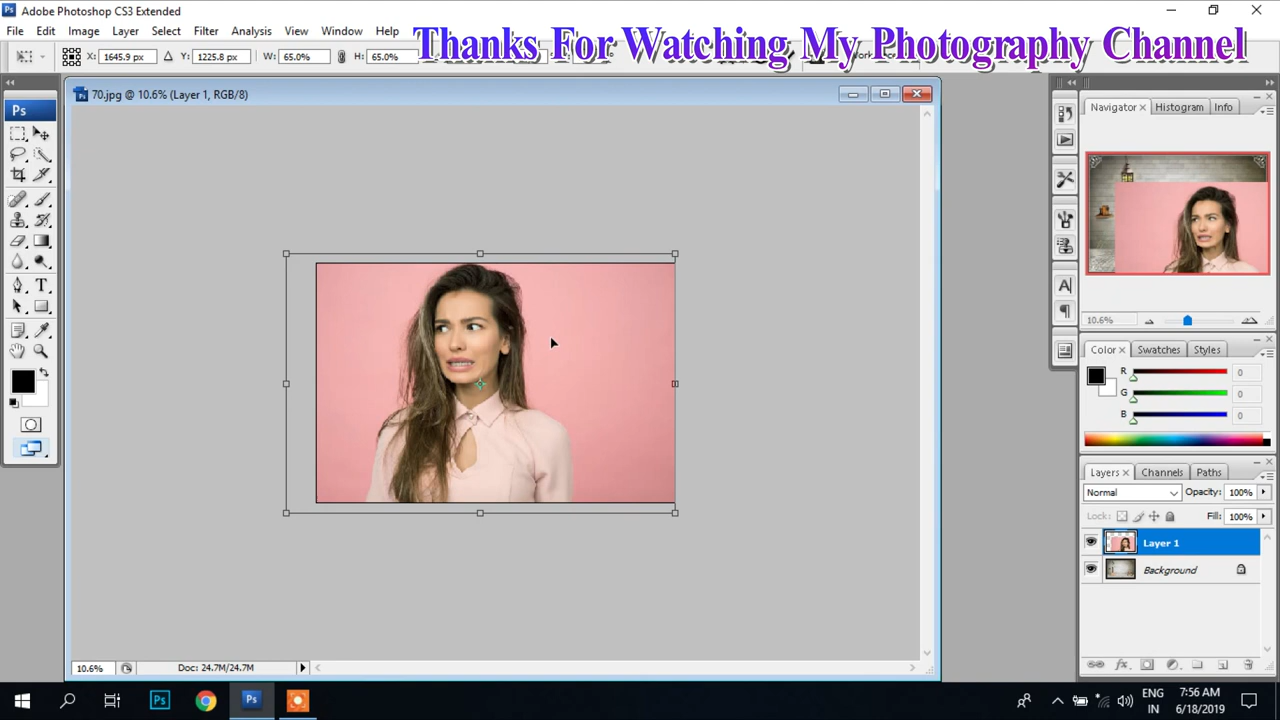 Adobe Photoshop CS3 Extended
File Edit Image Layer Select Filter Analysis View Window Help
Thanks For Watching My Photography Channel
X: 1645.9 px Y: 1225.8 px W: 65.0% H: 65.0%
70.jpg @ 10.6% (Layer 1, RGB/8)
Ps
Navigator Histogram Info
10.6%
Color Swatches Styles
R 0
G 0
B 0
Layers Channels Paths
Normal Opacity: 100%
Lock: Fill: 100%
Layer 1
Background
10.6% Doc: 24.7M/24.7M
Ps Ps
ENG
IN
7:56 AM
6/18/2019